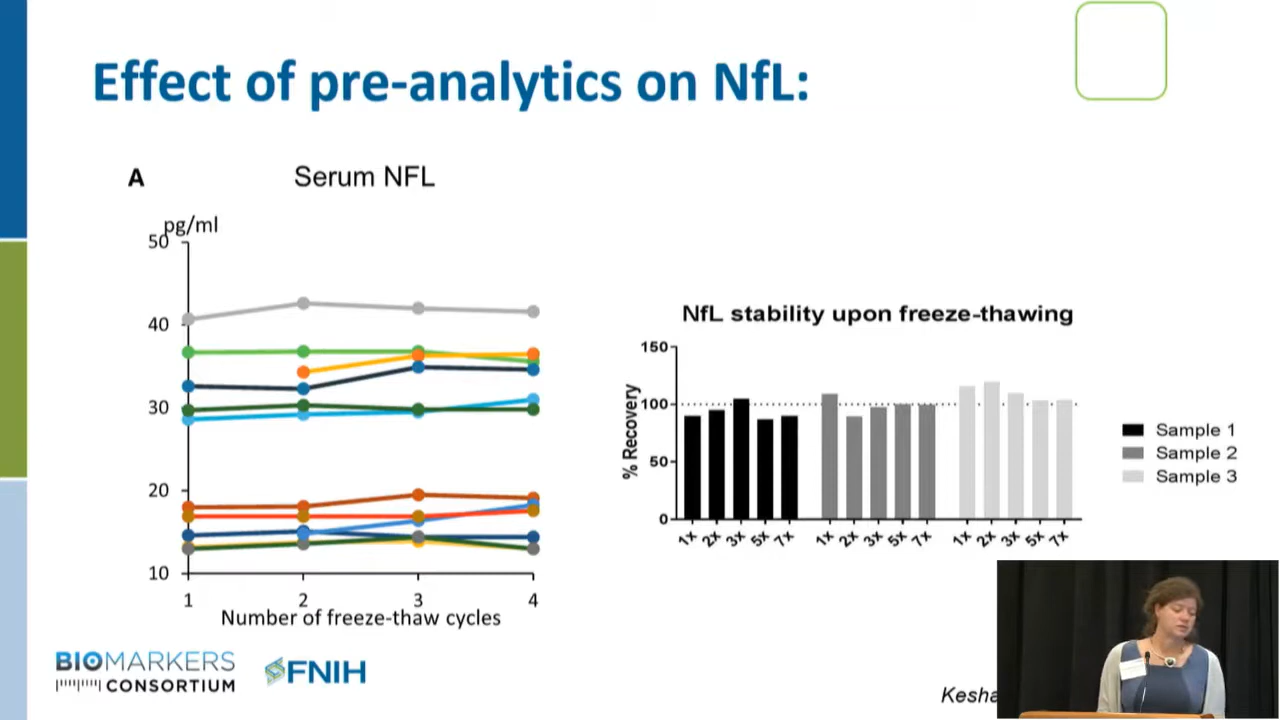 Effect of pre-analytics on NfL:
A
Serum NFL
pg/ml
50
40
30
20
10
1 2 3 4
Number of freeze-thaw cycles
NfL stability upon freeze-thawing
150
100
50
0
% Recovery
1x 2x 3x 5x 7x 1x 2x 3x 5x 7x 1x 2x 3x 5x 7x
Sample 1
Sample 2
Sample 3
BIOMARKERS
CONSORTIUM
FNIH
Kesha